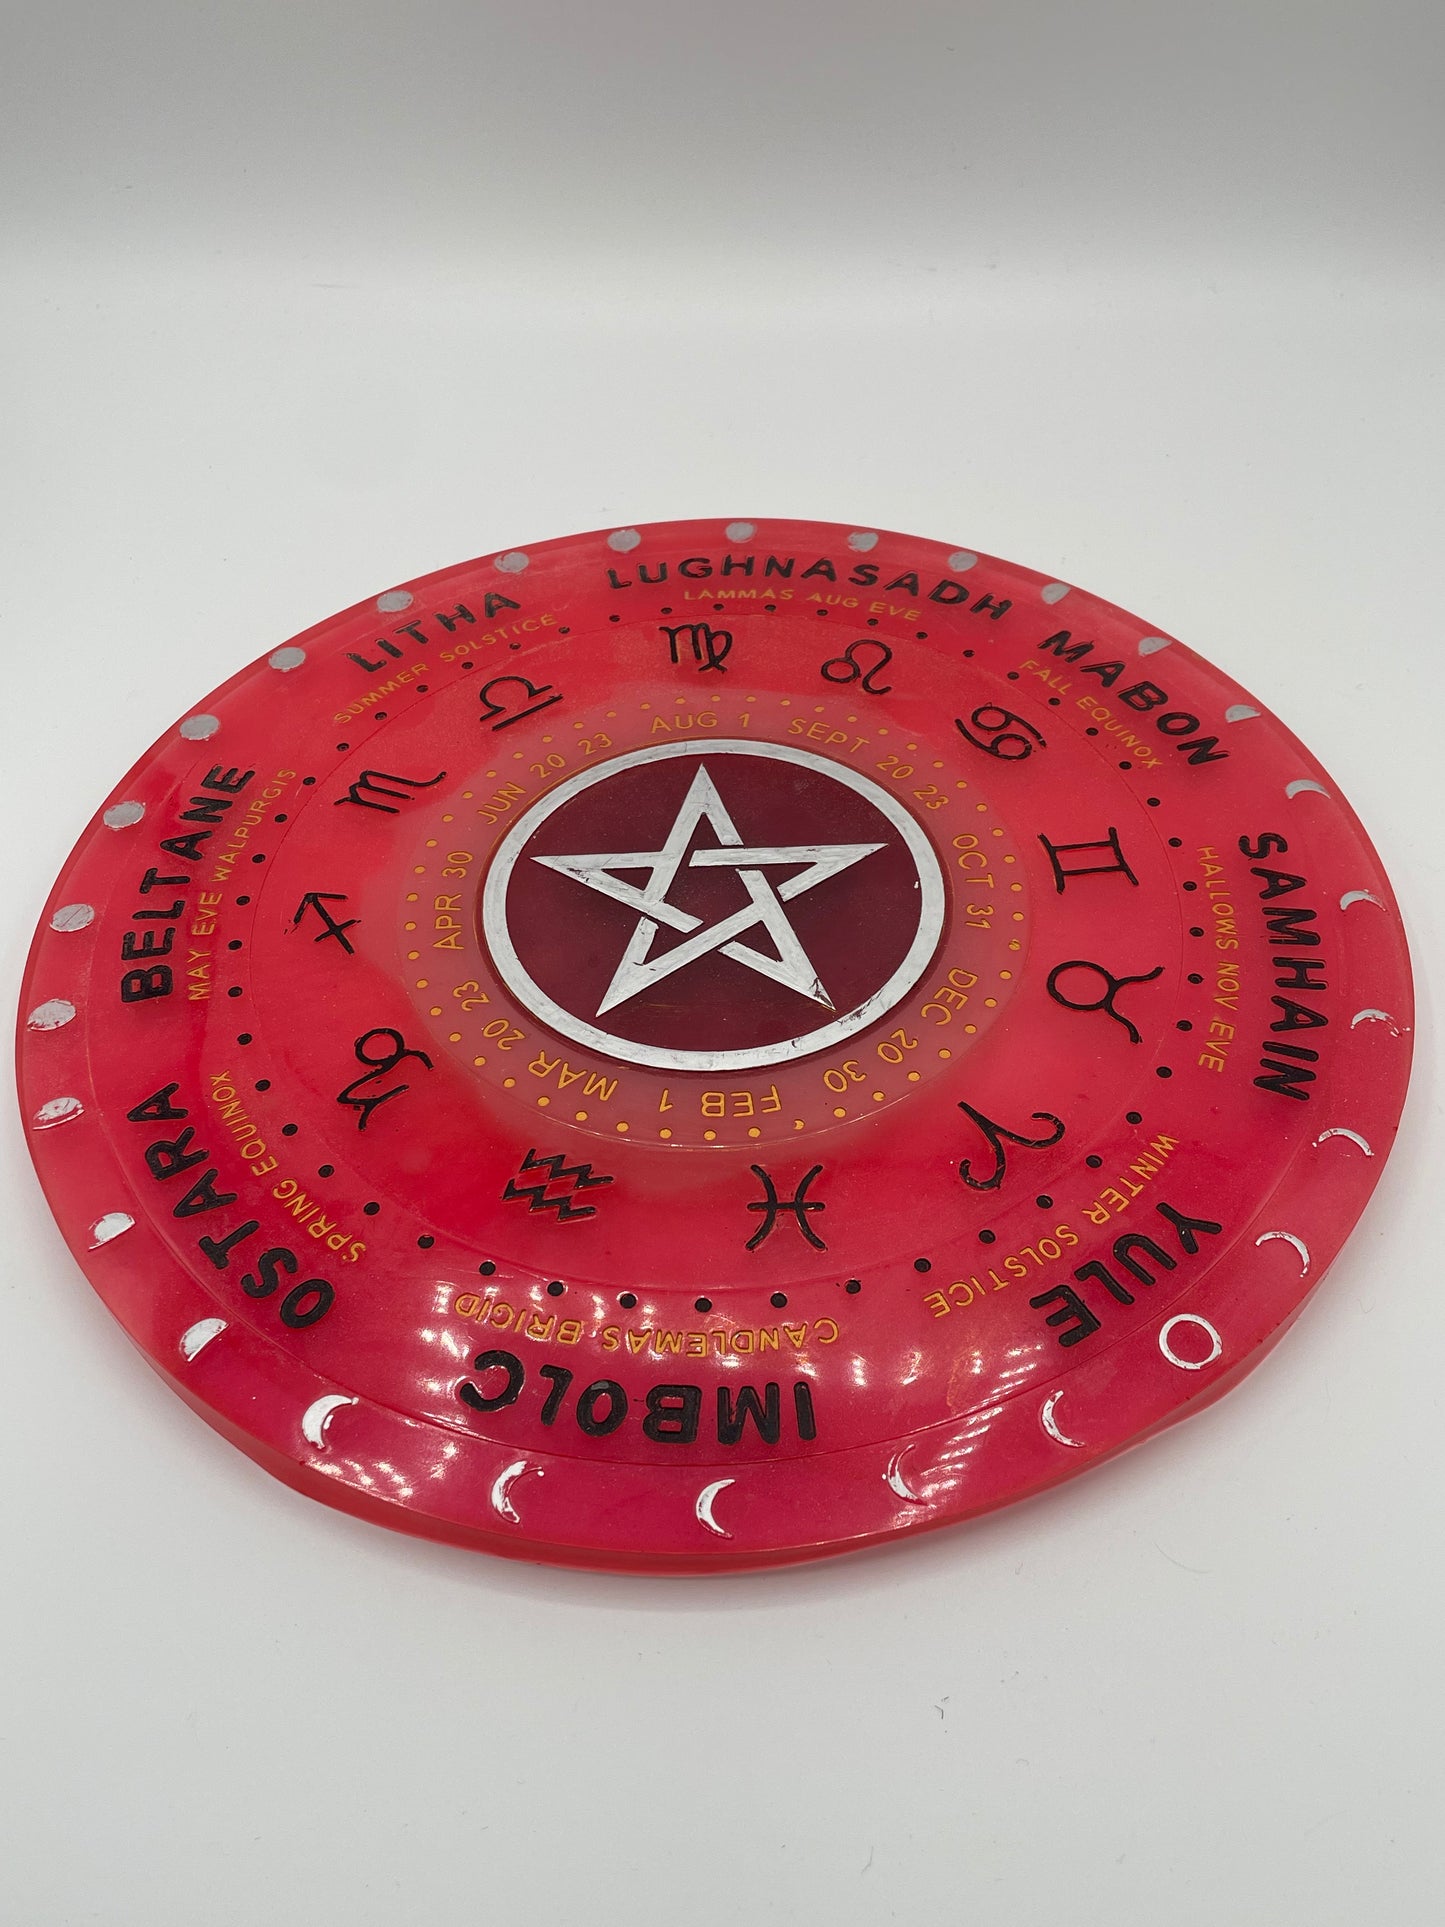 LUGHNASADH
LAMMAS AUG EVE
MABON
FALL EQUINOX
SAMHAIN
HALLOWS NOV EVE
YULE
WINTER SOLSTICE
IMBOLC
CANDLEMAS BRIGID
OSTARA
SPRING EQUINOX
BELTANE
MAY EVE WALPURGIS
LITHA
SUMMER SOLSTICE
AUG 1
SEPT 20 23
OCT 31
DEC 20 30
FEB 1
MAR 20 23
APR 30
JUN 20 23